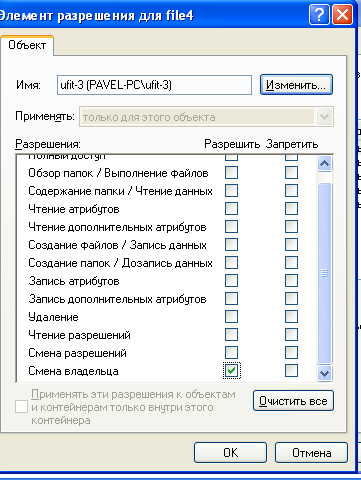 Элемент разрешения для file4
Объект
Имя: ufit-3 (PAVEL-PC\ufit-3) Изменить...
Применять: только для этого объекта
Разрешения: Разрешить Запретить
Полный доступ
Обзор папок / Выполнение файлов
Содержание папки / Чтение данных
Чтение атрибутов
Чтение дополнительных атрибутов
Создание файлов / Запись данных
Создание папок / Дозапись данных
Запись атрибутов
Запись дополнительных атрибутов
Удаление
Чтение разрешений
Смена разрешений
Смена владельца
Применять эти разрешения к объектам и контейнерам только внутри этого контейнера
Очистить все
OK Отмена